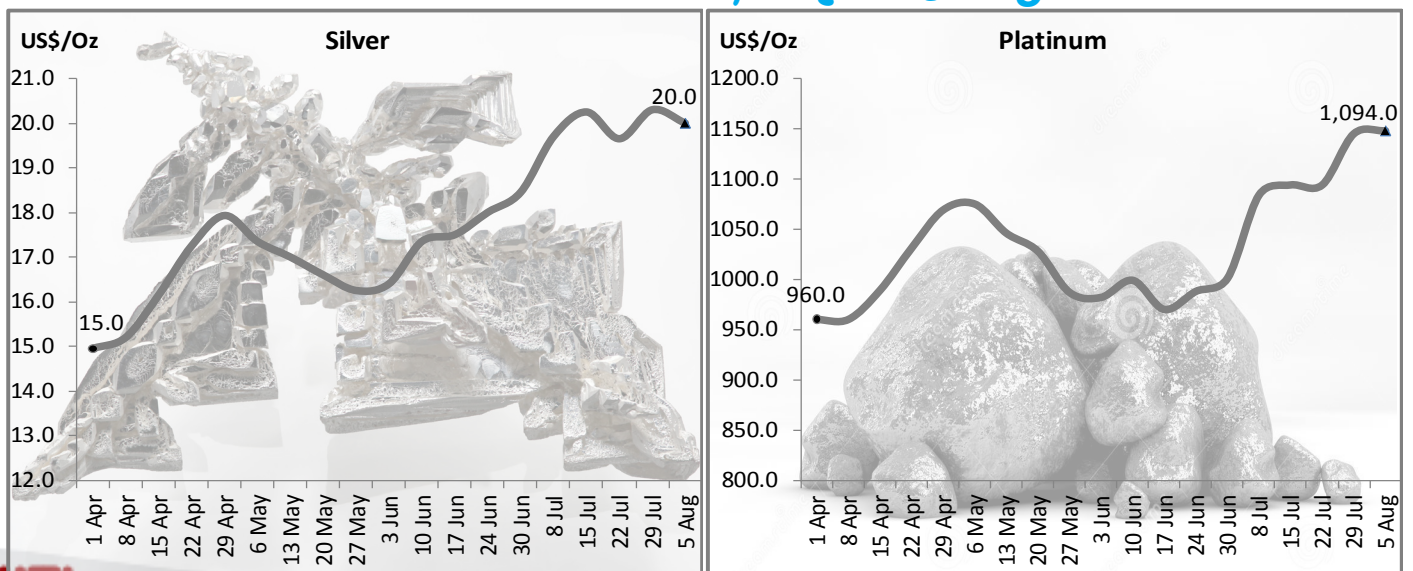 US$/Oz
Silver
21.0
20.0
19.0
18.0
17.0
16.0
15.0
14.0
13.0
12.0
15.0
20.0
1 Apr
8 Apr
15 Apr
22 Apr
29 Apr
6 May
13 May
20 May
27 May
3 Jun
10 Jun
17 Jun
24 Jun
30 Jun
8 Jul
15 Jul
22 Jul
29 Jul
5 Aug
US$/Oz
Platinum
1200.0
1150.0
1100.0
1050.0
1000.0
950.0
900.0
850.0
800.0
960.0
1,094.0
1 Apr
8 Apr
15 Apr
22 Apr
29 Apr
6 May
13 May
20 May
27 May
3 Jun
10 Jun
17 Jun
24 Jun
30 Jun
8 Jul
15 Jul
22 Jul
29 Jul
5 Aug